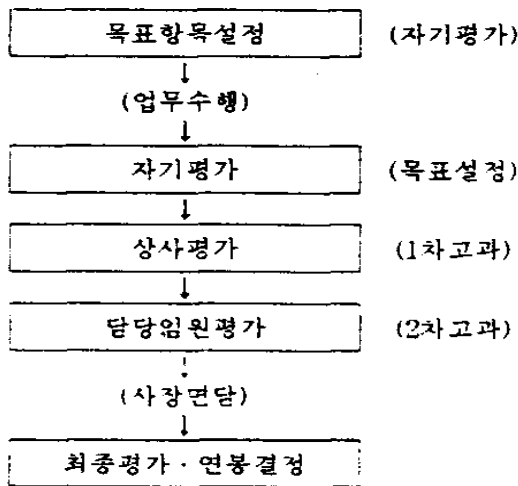 목표항목설정 (자기평가)
(업무수행)
자기평가 (목표설정)
상사평가 (1차고과)
담당임원평가 (2차고과)
(사장면담)
최종평가·연봉결정